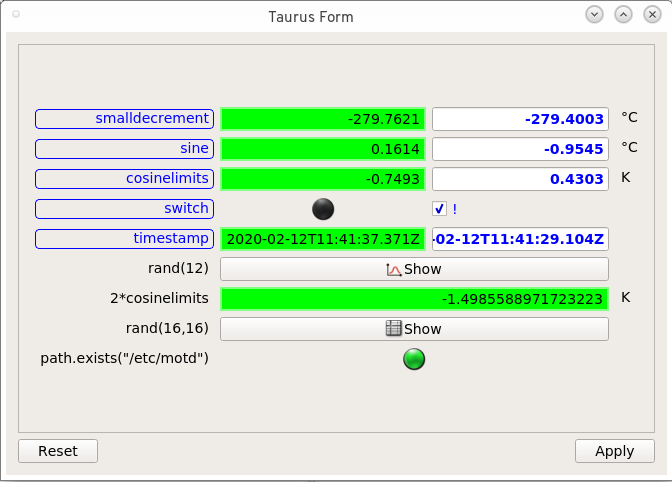 Taurus Form
smalldecrement -279.7621 -279.4003 °C
sine 0.1614 -0.9545 °C
cosinelimits -0.7493 0.4303 K
switch !
timestamp 2020-02-12T11:41:37.371Z -02-12T11:41:29.104Z
rand(12) Show
2*cosinelimits -1.4985588971723223 K
rand(16,16) Show
path.exists("/etc/motd")
Reset Apply